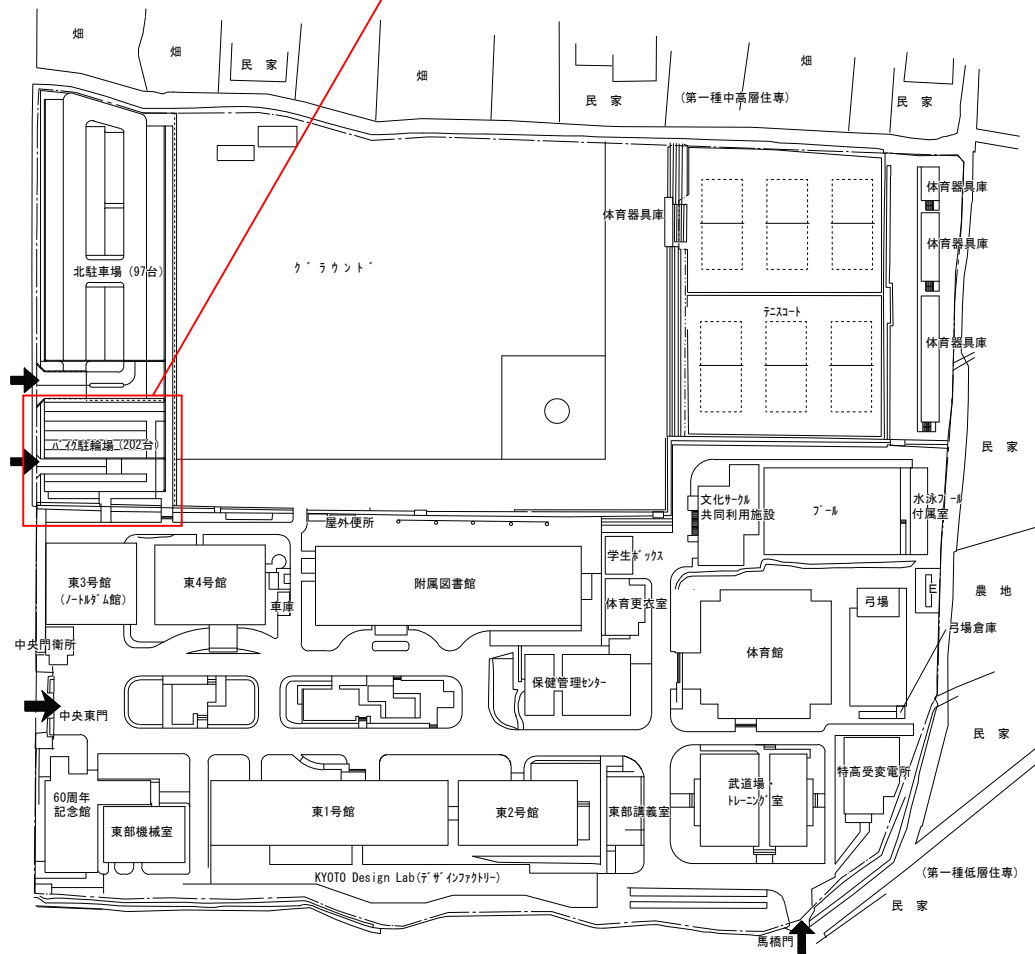 畑
畑
民 家
畑
民 家
(第一種中高層住専)
畑
民 家
体育器具庫
体育器具庫
体育器具庫
北駐車場 (97台)
グラウンド
テニスコート
体育器具庫
バイク駐輪場 (202台)
民 家
文化サークル
共同利用施設
プール
水泳プール
付属室
屋外便所
学生ボックス
東3号館
(ノートルダム館)
東4号館
車庫
附属図書館
体育更衣室
E
農 地
弓場
弓場倉庫
中央門衛所
体育館
保健管理センター
中央東門
民 家
60周年
記念館
東部機械室
東1号館
東2号館
東部講義室
武道場・
トレーニング室
特高受変電所
KYOTO Design Lab(デザインファクトリー)
(第一種低層住専)
民 家
馬橋門